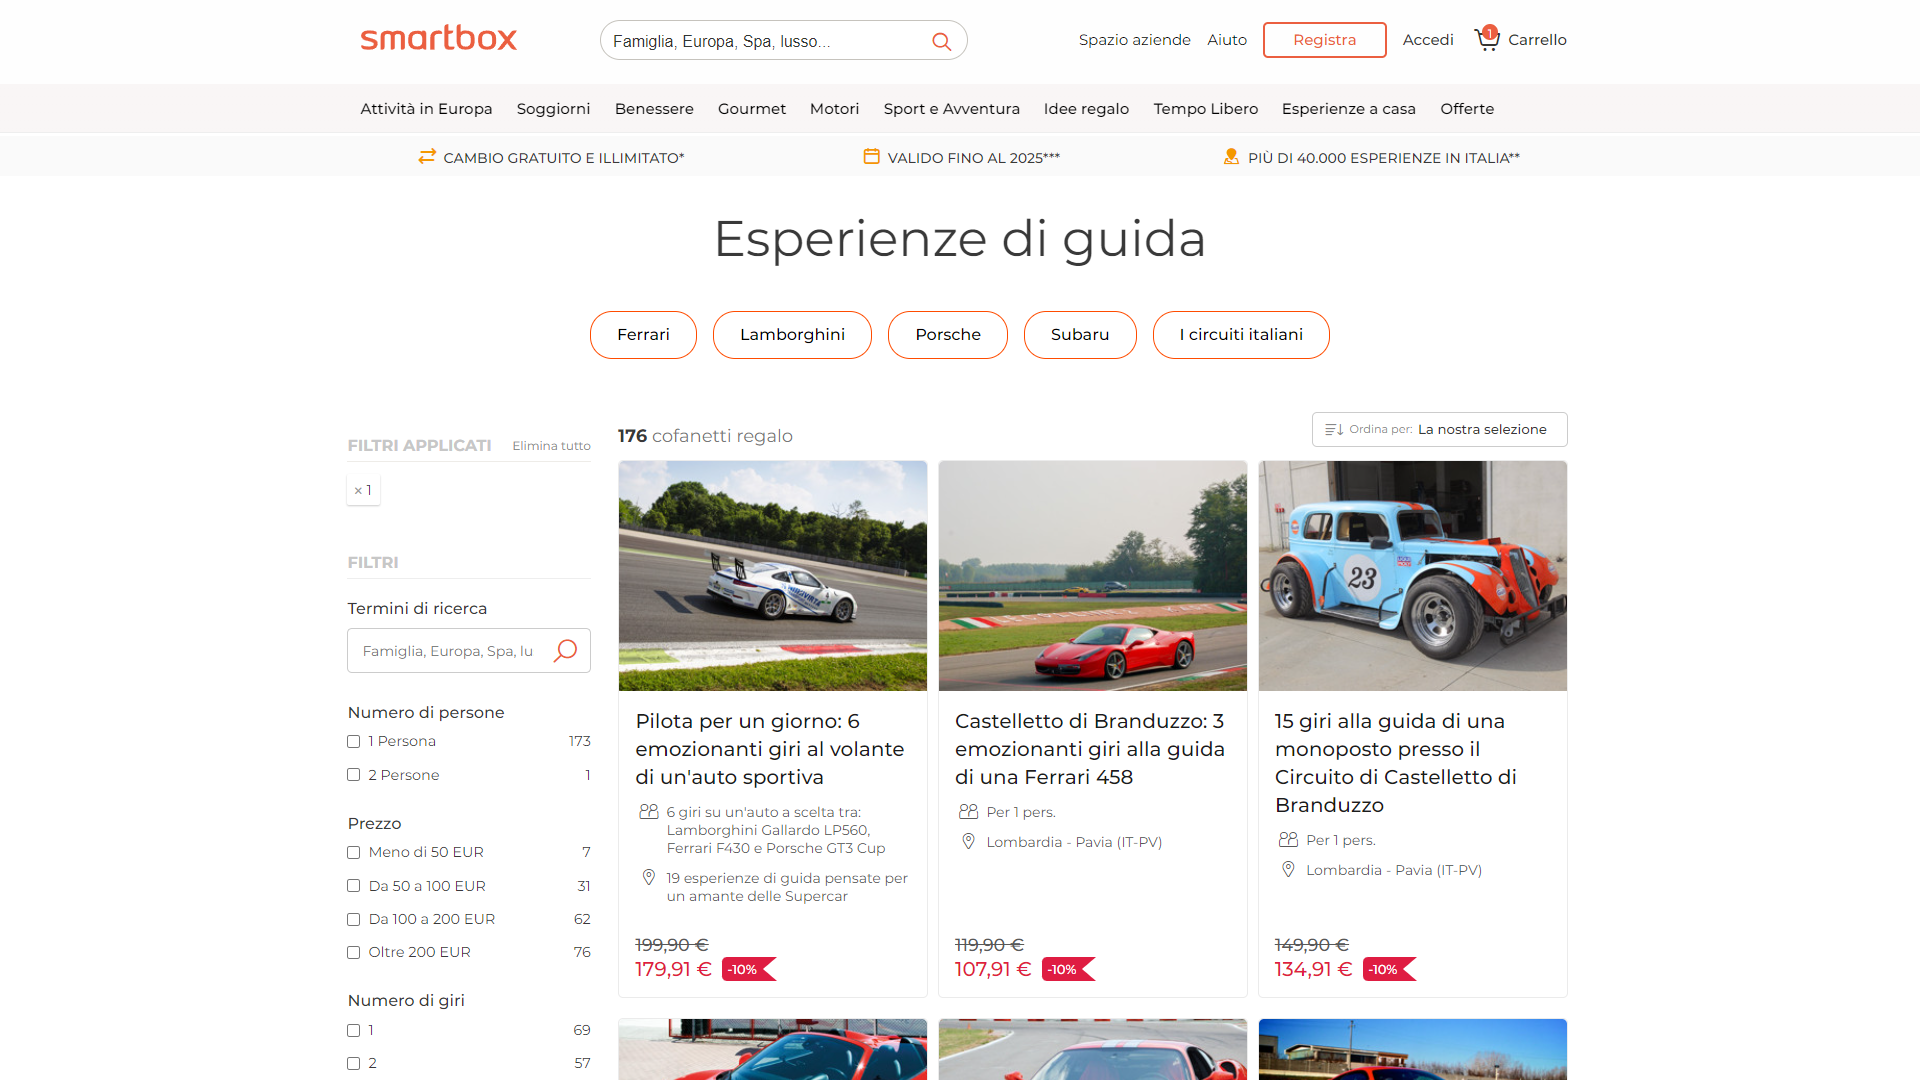 smartbox
Famiglia, Europa, Spa, lusso...
Spazio aziende
Aiuto
Registra
Accedi
1
Carrello
Attività in Europa
Soggiorni
Benessere
Gourmet
Motori
Sport e Avventura
Idee regalo
Tempo Libero
Esperienze a casa
Offerte
CAMBIO GRATUITO E ILLIMITATO*
VALIDO FINO AL 2025***
PIÙ DI 40.000 ESPERIENZE IN ITALIA**
Esperienze di guida
Ferrari
Lamborghini
Porsche
Subaru
I circuiti italiani
FILTRI APPLICATI
Elimina tutto
× 1
FILTRI
Termini di ricerca
Famiglia, Europa, Spa, lu
Numero di persone
1 Persona 173
2 Persone 1
Prezzo
Meno di 50 EUR 7
Da 50 a 100 EUR 31
Da 100 a 200 EUR 62
Oltre 200 EUR 76
Numero di giri
1 69
2 57
176 cofanetti regalo
Ordina per: La nostra selezione
Pilota per un giorno: 6
emozionanti giri al volante
di un'auto sportiva
6 giri su un'auto a scelta tra:
Lamborghini Gallardo LP560,
Ferrari F430 e Porsche GT3 Cup
19 esperienze di guida pensate per
un amante delle Supercar
199,90 €
179,91 € -10%
Castelletto di Branduzzo: 3
emozionanti giri alla guida
di una Ferrari 458
Per 1 pers.
Lombardia - Pavia (IT-PV)
119,90 €
107,91 € -10%
23
15 giri alla guida di una
monoposto presso il
Circuito di Castelletto di
Branduzzo
Per 1 pers.
Lombardia - Pavia (IT-PV)
149,90 €
134,91 € -10%